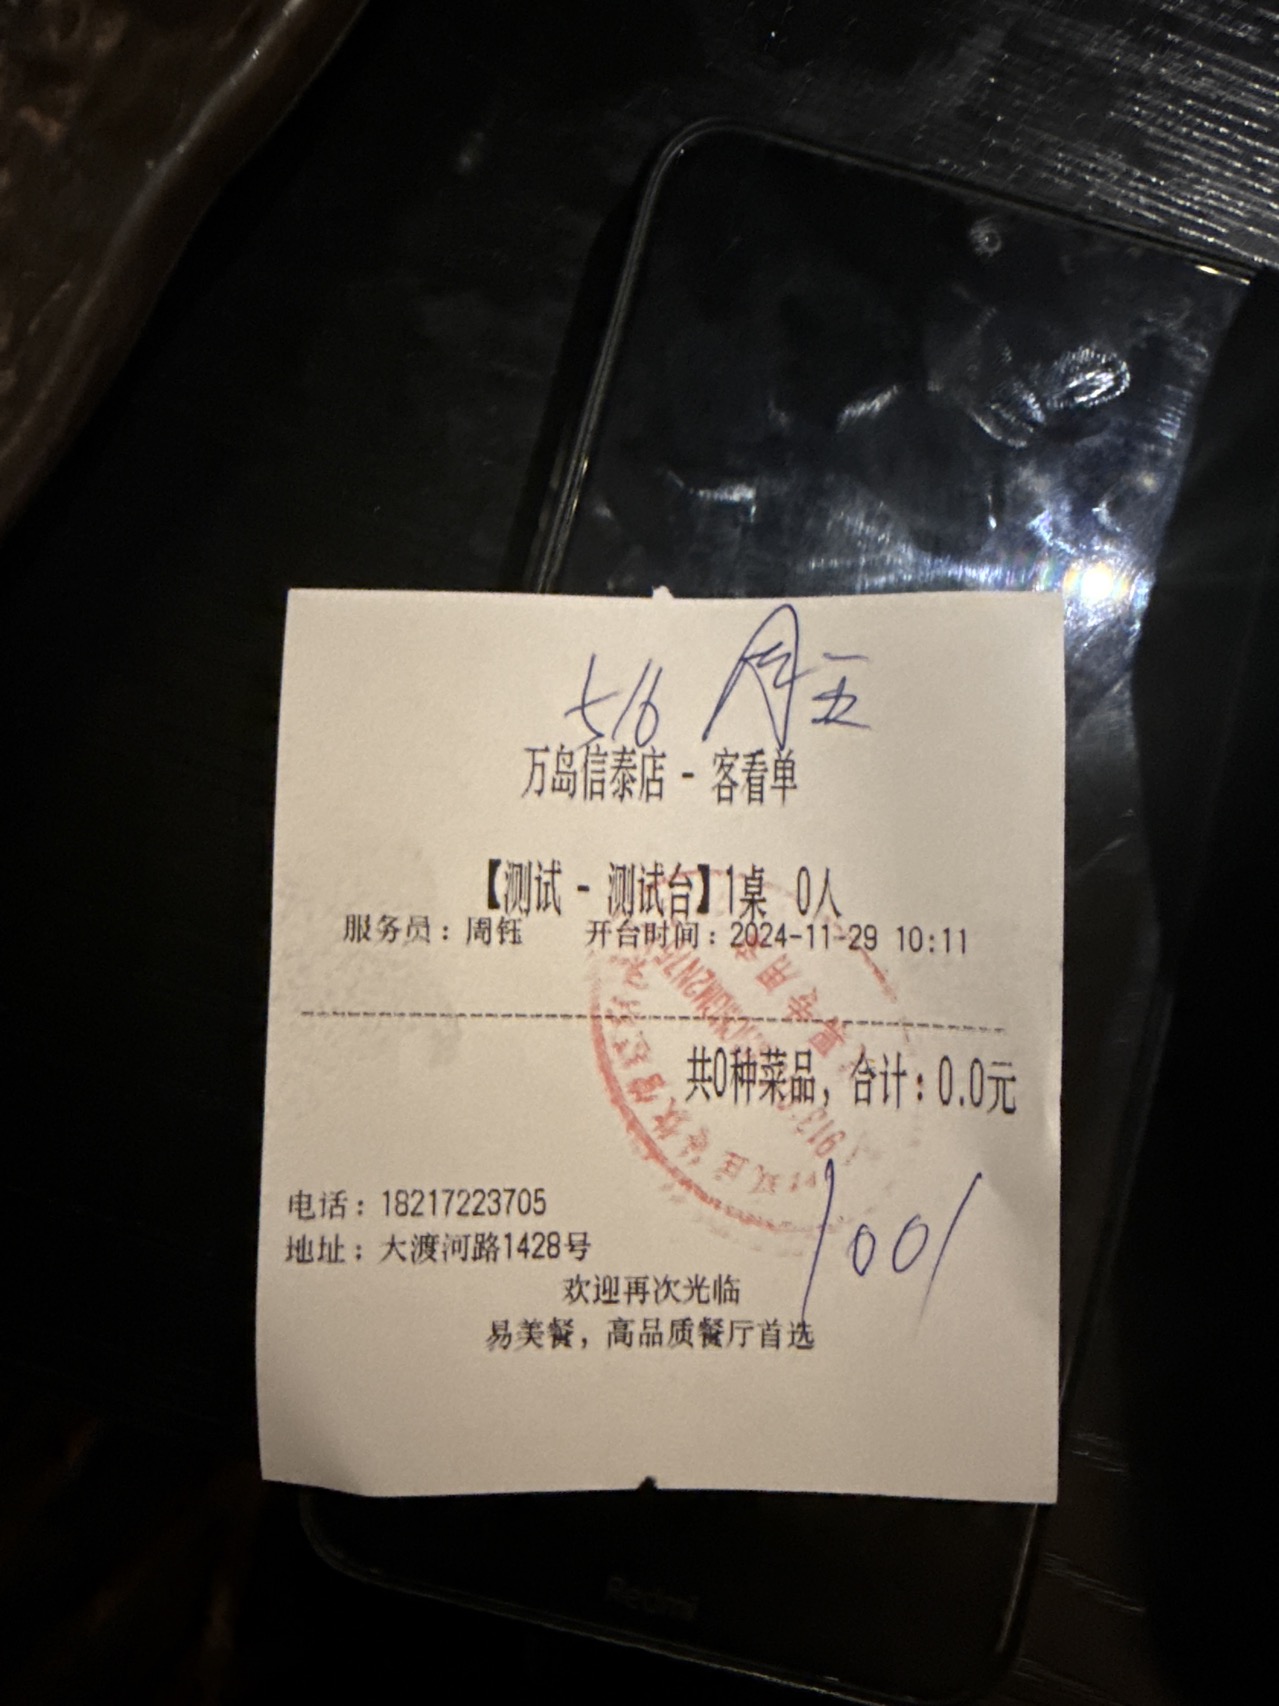 516 周五
万岛信泰店 - 客看单
【测试 - 测试台】1桌 0人
服务员：周钰 开台时间：2024-11-29 10:11
共0种菜品，合计：0.0元
电话：18217223705
地址：大渡河路1428号
100
欢迎再次光临
易美餐，高品质餐厅首选
Redmi